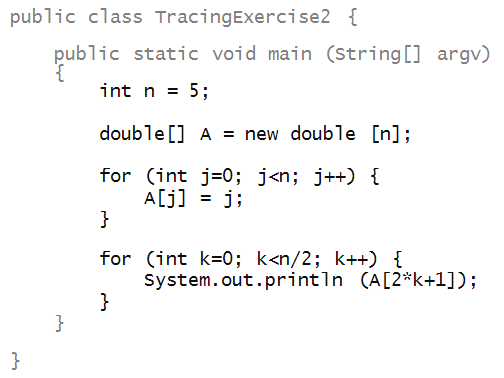 public class TracingExercise2 {
public static void main (String[] argv)
{
int n = 5;
double[] A = new double [n];
for (int j=0; j<n; j++) {
A[j] = j;
}
for (int k=0; k<n/2; k++) {
System.out.println (A[2*k+1]);
}
}
}